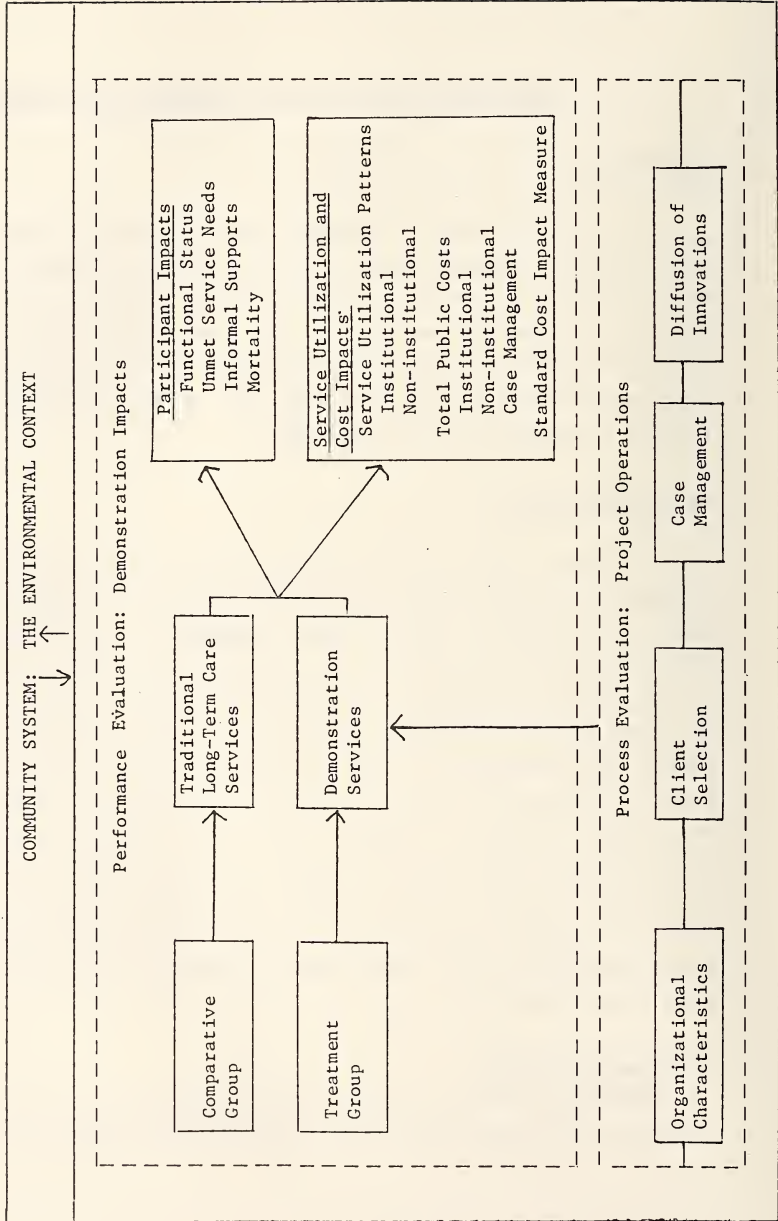 COMMUNITY SYSTEM: THE ENVIRONMENTAL CONTEXT
Performance Evaluation: Demonstration Impacts
Comparative
Group
Traditional
Long-Term Care
Services
Participant Impacts
Functional Status
Unmet Service Needs
Informal Supports
Mortality
Treatment
Group
Demonstration
Services
Service Utilization and
Cost Impacts:
Service Utilization Patterns
Institutional
Non-institutional
Total Public Costs
Institutional
Non-institutional
Case Management
Standard Cost Impact Measure
Process Evaluation: Project Operations
Organizational
Characteristics
Client
Selection
Case
Management
Diffusion of
Innovations